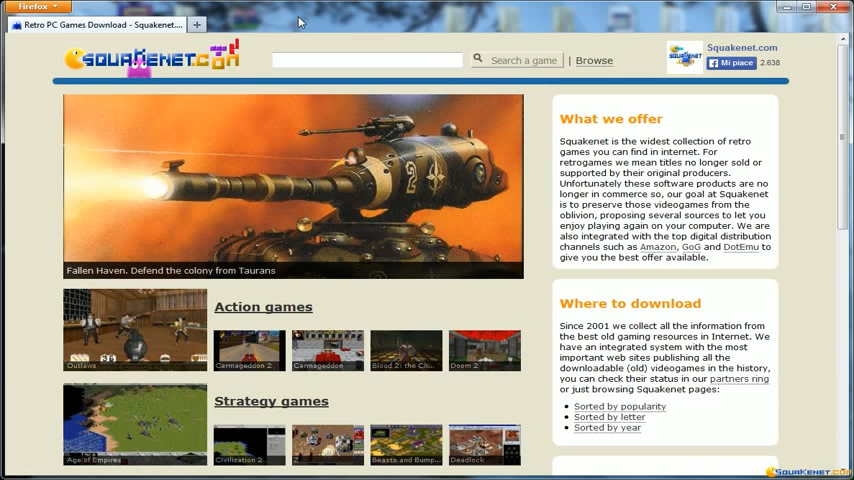 Firefox
Retro PC Games Download - Squakenet....
SQUAKENET.COM
Search a game
| Browse
Squakenet.com
Mi piace 2.638
Fallen Haven. Defend the colony from Taurans
What we offer
Squakenet is the widest collection of retro
games you can find in internet. For
retrogames we mean titles no longer sold or
supported by their original producers.
Unfortunately these software products are no
longer in commerce so, our goal at Squakenet
is to preserve those videogames from the
oblivion, proposing several sources to let you
enjoy playing again on your computer. We are
also integrated with the top digital distribution
channels such as Amazon, GoG and DotEmu to
give you the best offer available.
Action games
Outlaws
Carmageddon 2
Carmageddon
Blood 2: the Ch...
Doom 2
Strategy games
Age of Empires
Civilization 2
Z
Beasts and Bump...
Deadlock
Where to download
Since 2001 we collect all the information from
the best old gaming resources in Internet. We
have an integrated system with the most
important web sites publishing all the
downloadable (old) videogames in the history,
you can check their status in our partners ring
or just browsing Squakenet pages:
Sorted by popularity
Sorted by letter
Sorted by year
SQUAKENET.COM